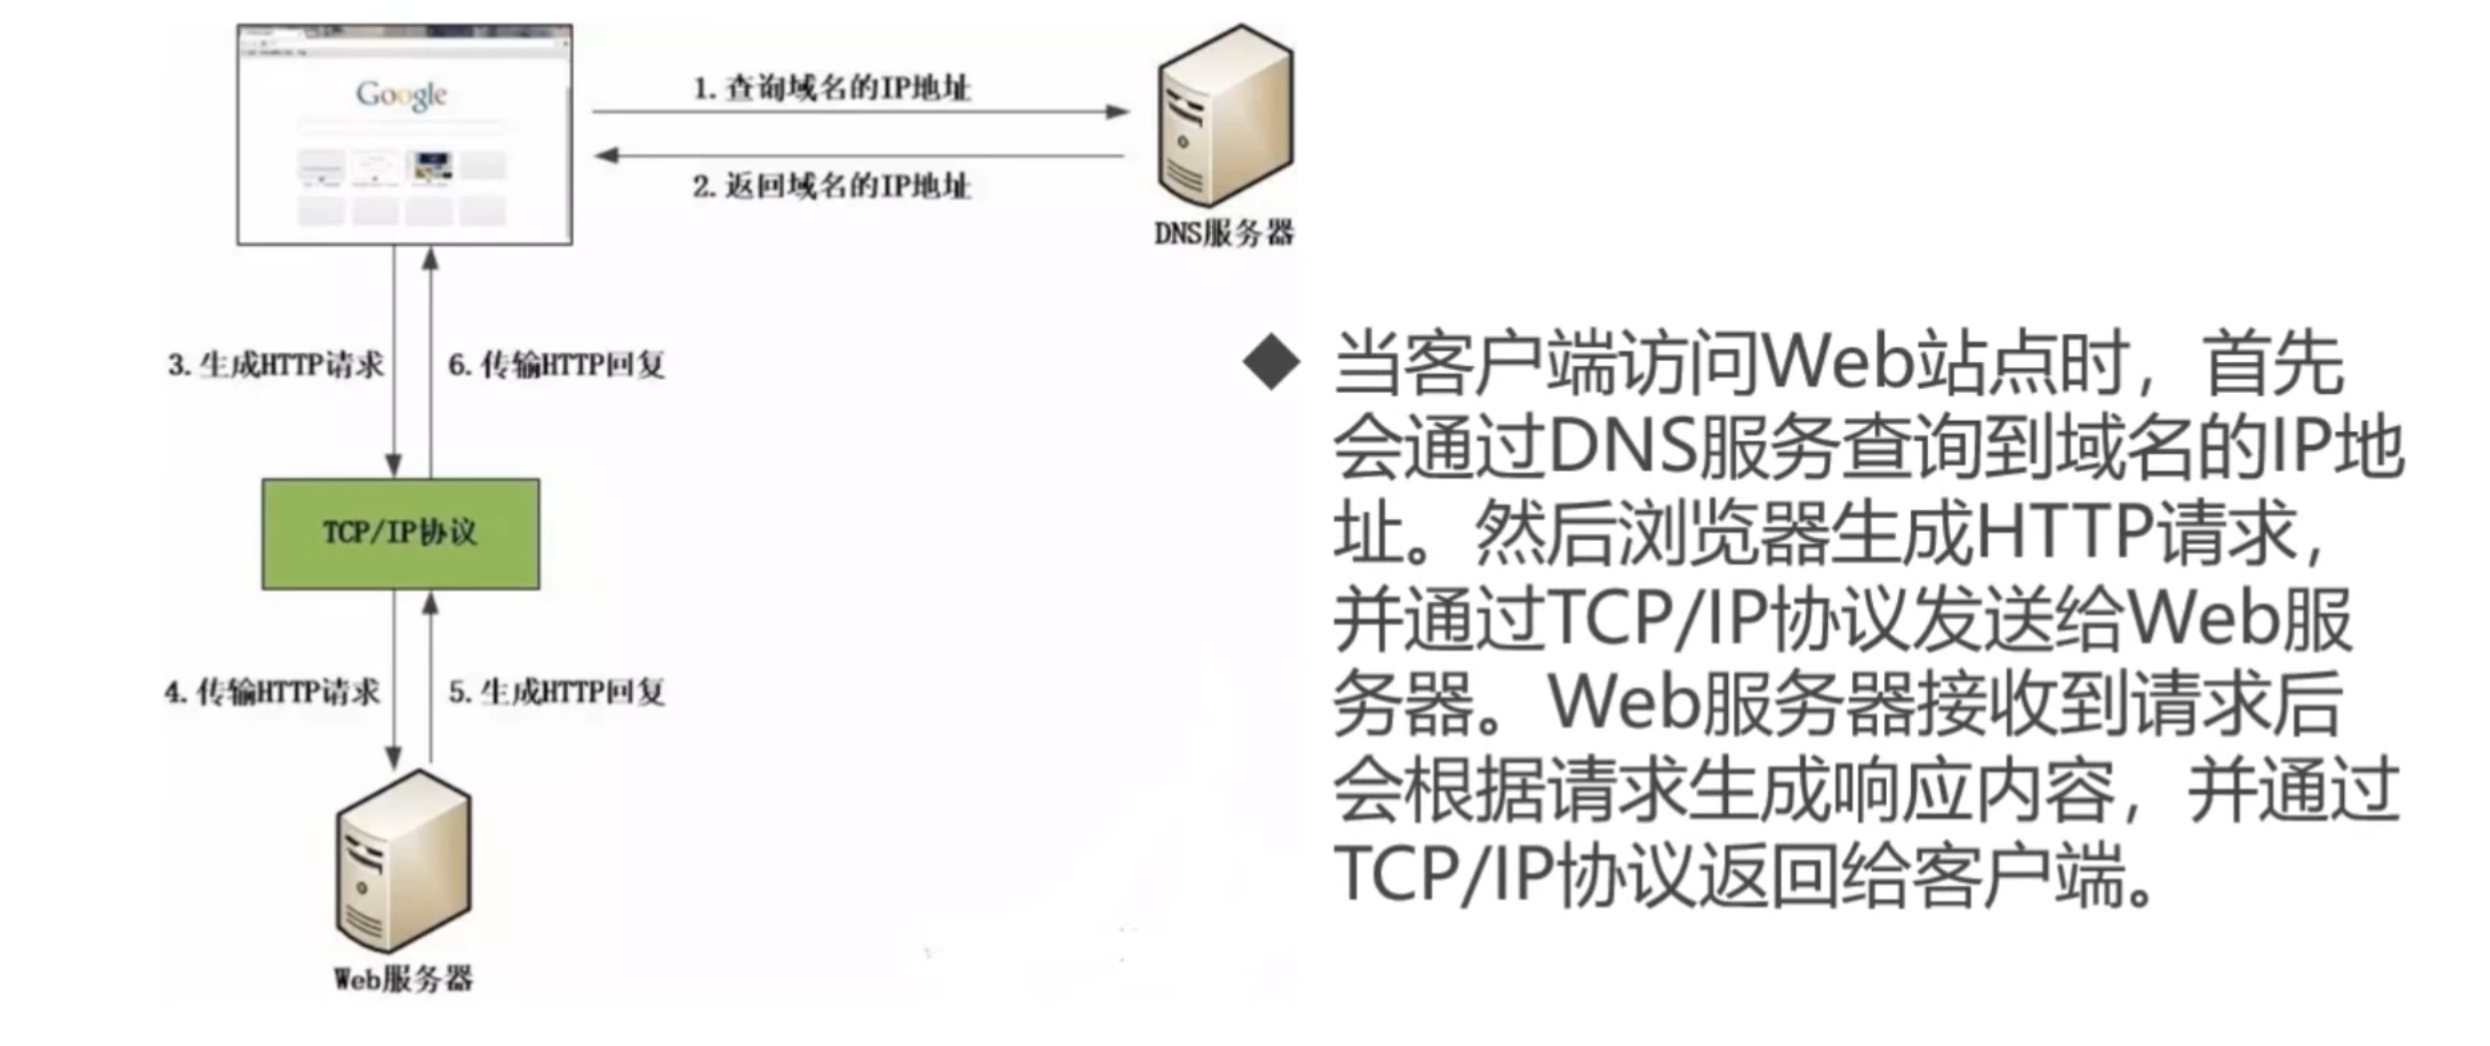 Google
1.查询域名的IP地址
2.返回域名的IP地址
DNS服务器
3.生成HTTP请求
6.传输HTTP回复
TCP/IP协议
4.传输HTTP请求
5.生成HTTP回复
Web服务器
当客户端访问Web站点时，首先
会通过DNS服务查询到域名的IP地
址。然后浏览器生成HTTP请求，
并通过TCP/IP协议发送给Web服
务器。Web服务器接收到请求后
会根据请求生成响应内容，并通过
TCP/IP协议返回给客户端。